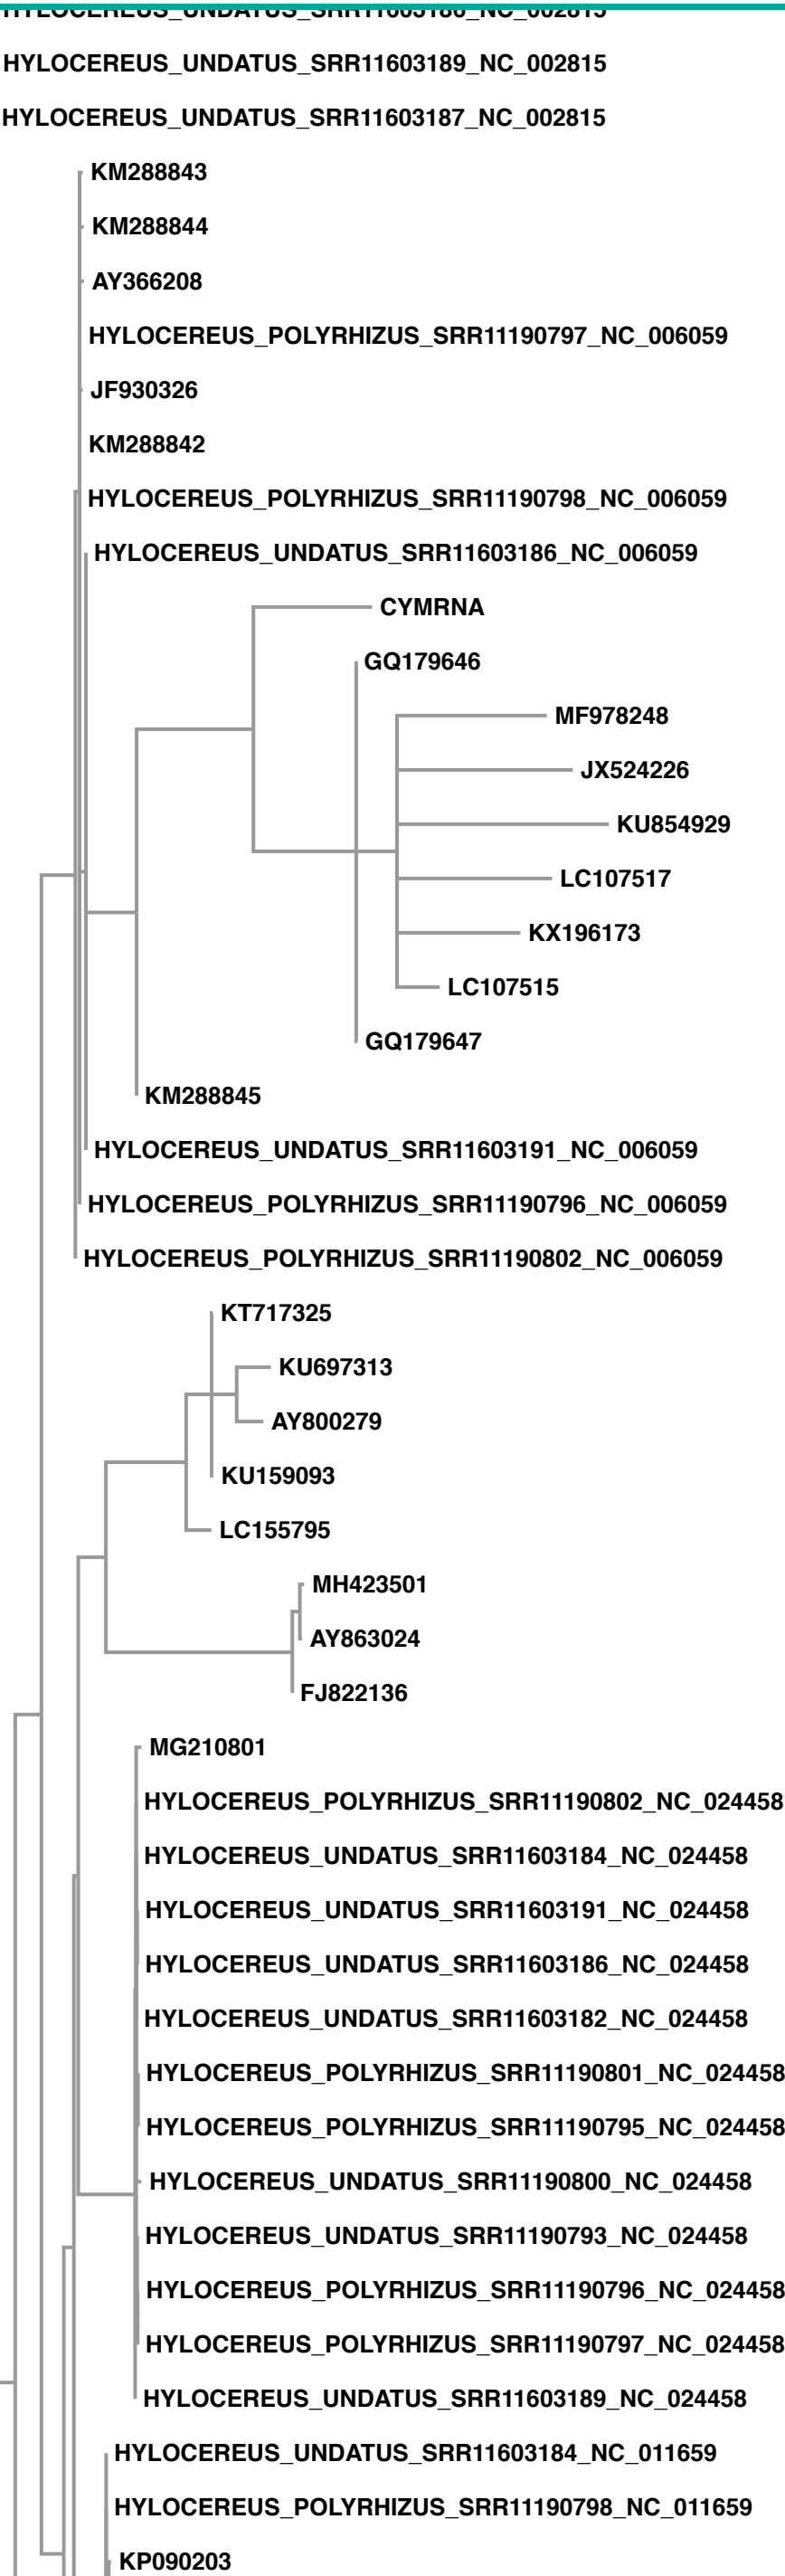 HYLOCEREUS_UNDATUS_SRR11603186_NC_002815
HYLOCEREUS_UNDATUS_SRR11603189_NC_002815
HYLOCEREUS_UNDATUS_SRR11603187_NC_002815
KM288843
KM288844
AY366208
HYLOCEREUS_POLYRHIZUS_SRR11190797_NC_006059
JF930326
KM288842
HYLOCEREUS_POLYRHIZUS_SRR11190798_NC_006059
HYLOCEREUS_UNDATUS_SRR11603186_NC_006059
CYMRNA
GQ179646
MF978248
JX524226
KU854929
LC107517
KX196173
LC107515
GQ179647
KM288845
HYLOCEREUS_UNDATUS_SRR11603191_NC_006059
HYLOCEREUS_POLYRHIZUS_SRR11190796_NC_006059
HYLOCEREUS_POLYRHIZUS_SRR11190802_NC_006059
KT717325
KU697313
AY800279
KU159093
LC155795
MH423501
AY863024
FJ822136
MG210801
HYLOCEREUS_POLYRHIZUS_SRR11190802_NC_024458
HYLOCEREUS_UNDATUS_SRR11603184_NC_024458
HYLOCEREUS_UNDATUS_SRR11603191_NC_024458
HYLOCEREUS_UNDATUS_SRR11603186_NC_024458
HYLOCEREUS_UNDATUS_SRR11603182_NC_024458
HYLOCEREUS_POLYRHIZUS_SRR11190801_NC_024458
HYLOCEREUS_POLYRHIZUS_SRR11190795_NC_024458
HYLOCEREUS_UNDATUS_SRR11190800_NC_024458
HYLOCEREUS_UNDATUS_SRR11190793_NC_024458
HYLOCEREUS_POLYRHIZUS_SRR11190796_NC_024458
HYLOCEREUS_POLYRHIZUS_SRR11190797_NC_024458
HYLOCEREUS_UNDATUS_SRR11603189_NC_024458
HYLOCEREUS_UNDATUS_SRR11603184_NC_011659
HYLOCEREUS_POLYRHIZUS_SRR11190798_NC_011659
KP090203